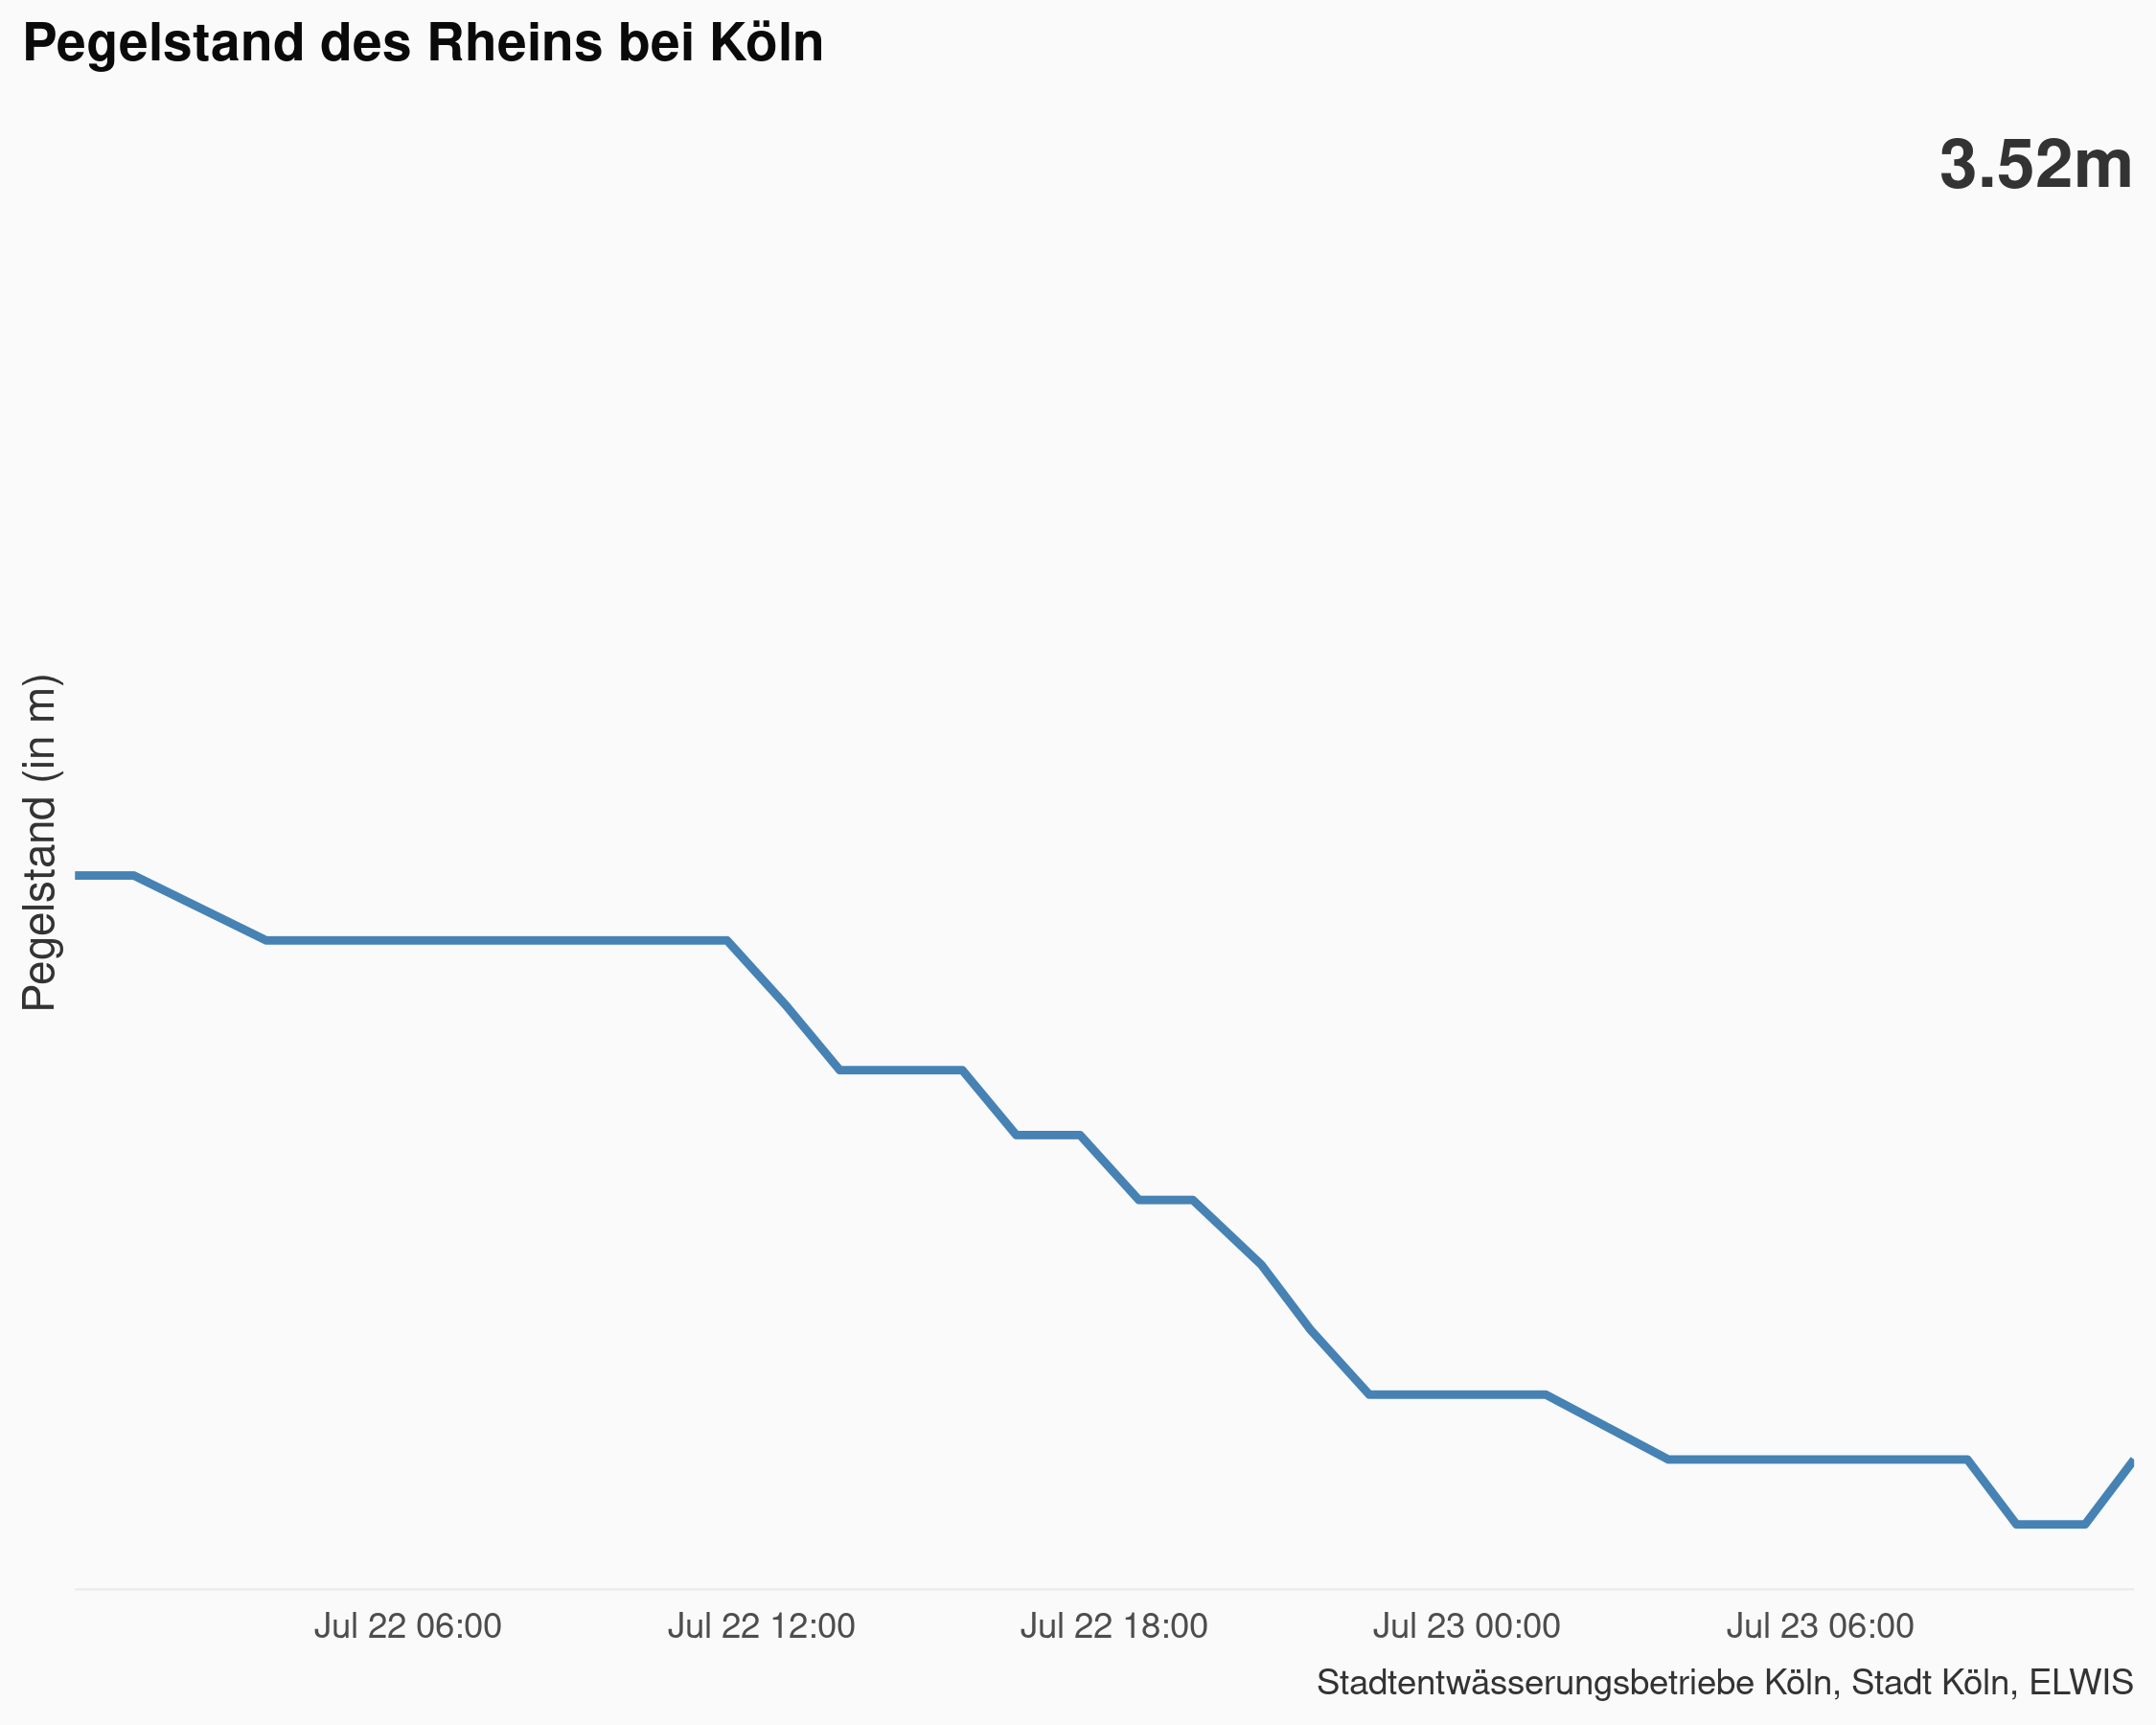 Pegelstand des Rheins bei Köln
3.52m
Pegelstand (in m)
Jul 22 06:00
Jul 22 12:00
Jul 22 18:00
Jul 23 00:00
Jul 23 06:00
Stadtentwässerungsbetriebe Köln, Stadt Köln, ELWIS